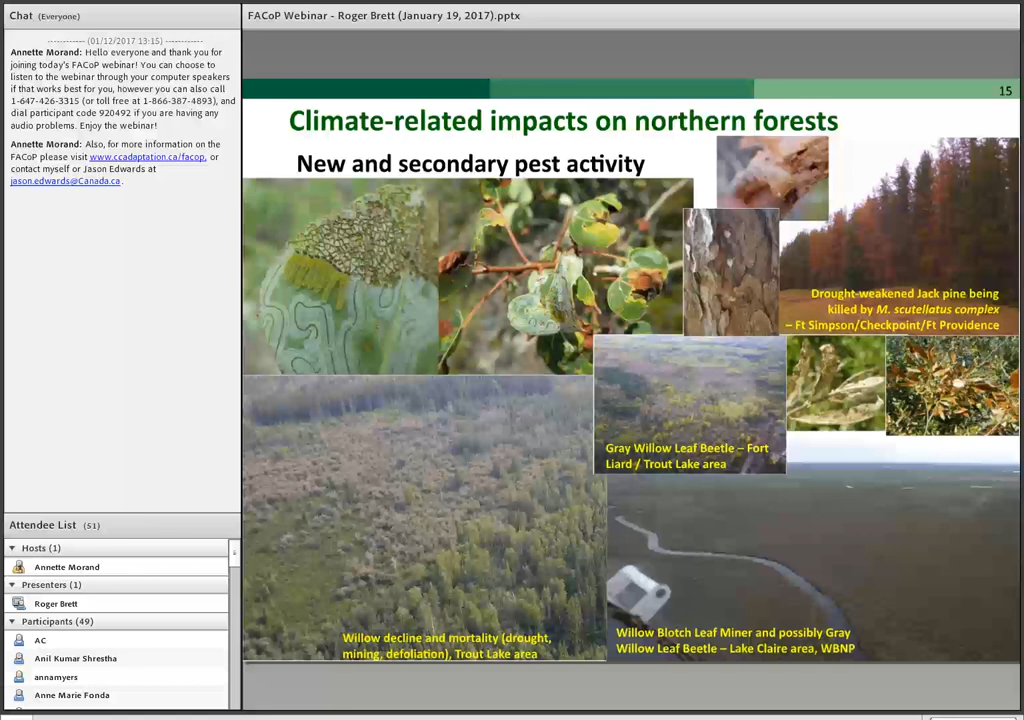 Chat (Everyone)
------------ (01/12/2017 13:15) -----------
Annette Morand: Hello everyone and thank you for
joining today's FACoP webinar! You can choose to
listen to the webinar through your computer speakers
if that works best for you, however you can also call
1-647-426-3315 (or toll free at 1-866-387-4893), and
dial participant code 920492 if you are having any
audio problems. Enjoy the webinar!
Annette Morand: Also, for more information on the
FACoP please visit www.ccadaptation.ca/facop, or
contact myself or Jason Edwards at
jason.edwards@Canada.ca.
Attendee List (51)
Hosts (1)
Annette Morand
Presenters (1)
Roger Brett
Participants (49)
AC
Anil Kumar Shrestha
annamyers
Anne Marie Fonda
FACoP Webinar - Roger Brett (January 19, 2017).pptx
15
Climate-related impacts on northern forests
New and secondary pest activity
Drought-weakened Jack pine being
killed by M. scutellatus complex
– Ft Simpson/Checkpoint/Ft Providence
Gray Willow Leaf Beetle – Fort
Liard / Trout Lake area
Willow decline and mortality (drought,
mining, defoliation), Trout Lake area
Willow Blotch Leaf Miner and possibly Gray
Willow Leaf Beetle – Lake Claire area, WBNP